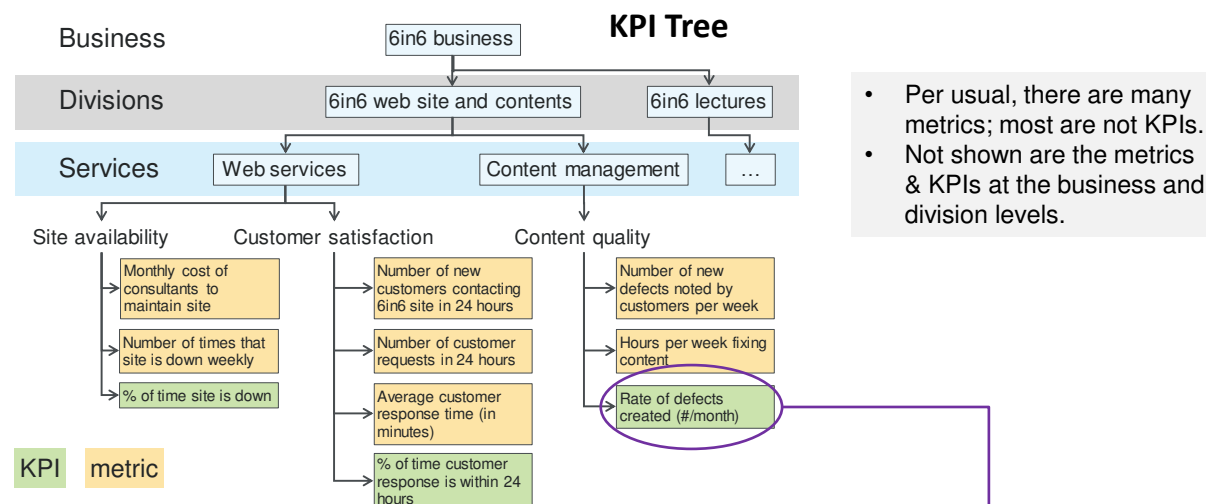 KPI Tree
Business
6in6 business
Divisions
6in6 web site and contents
6in6 lectures
Services
Web services
Content management
...
• Per usual, there are many
metrics; most are not KPIs.
• Not shown are the metrics
& KPIs at the business and
division levels.
Site availability
Monthly cost of
consultants to
maintain site
Number of times that
site is down weekly
% of time site is down
Customer satisfaction
Number of new
customers contacting
6in6 site in 24 hours
Number of customer
requests in 24 hours
Average customer
response time (in
minutes)
% of time customer
response is within 24
hours
Content quality
Number of new
defects noted by
customers per week
Hours per week fixing
content
Rate of defects
created (#/month)
KPI
metric